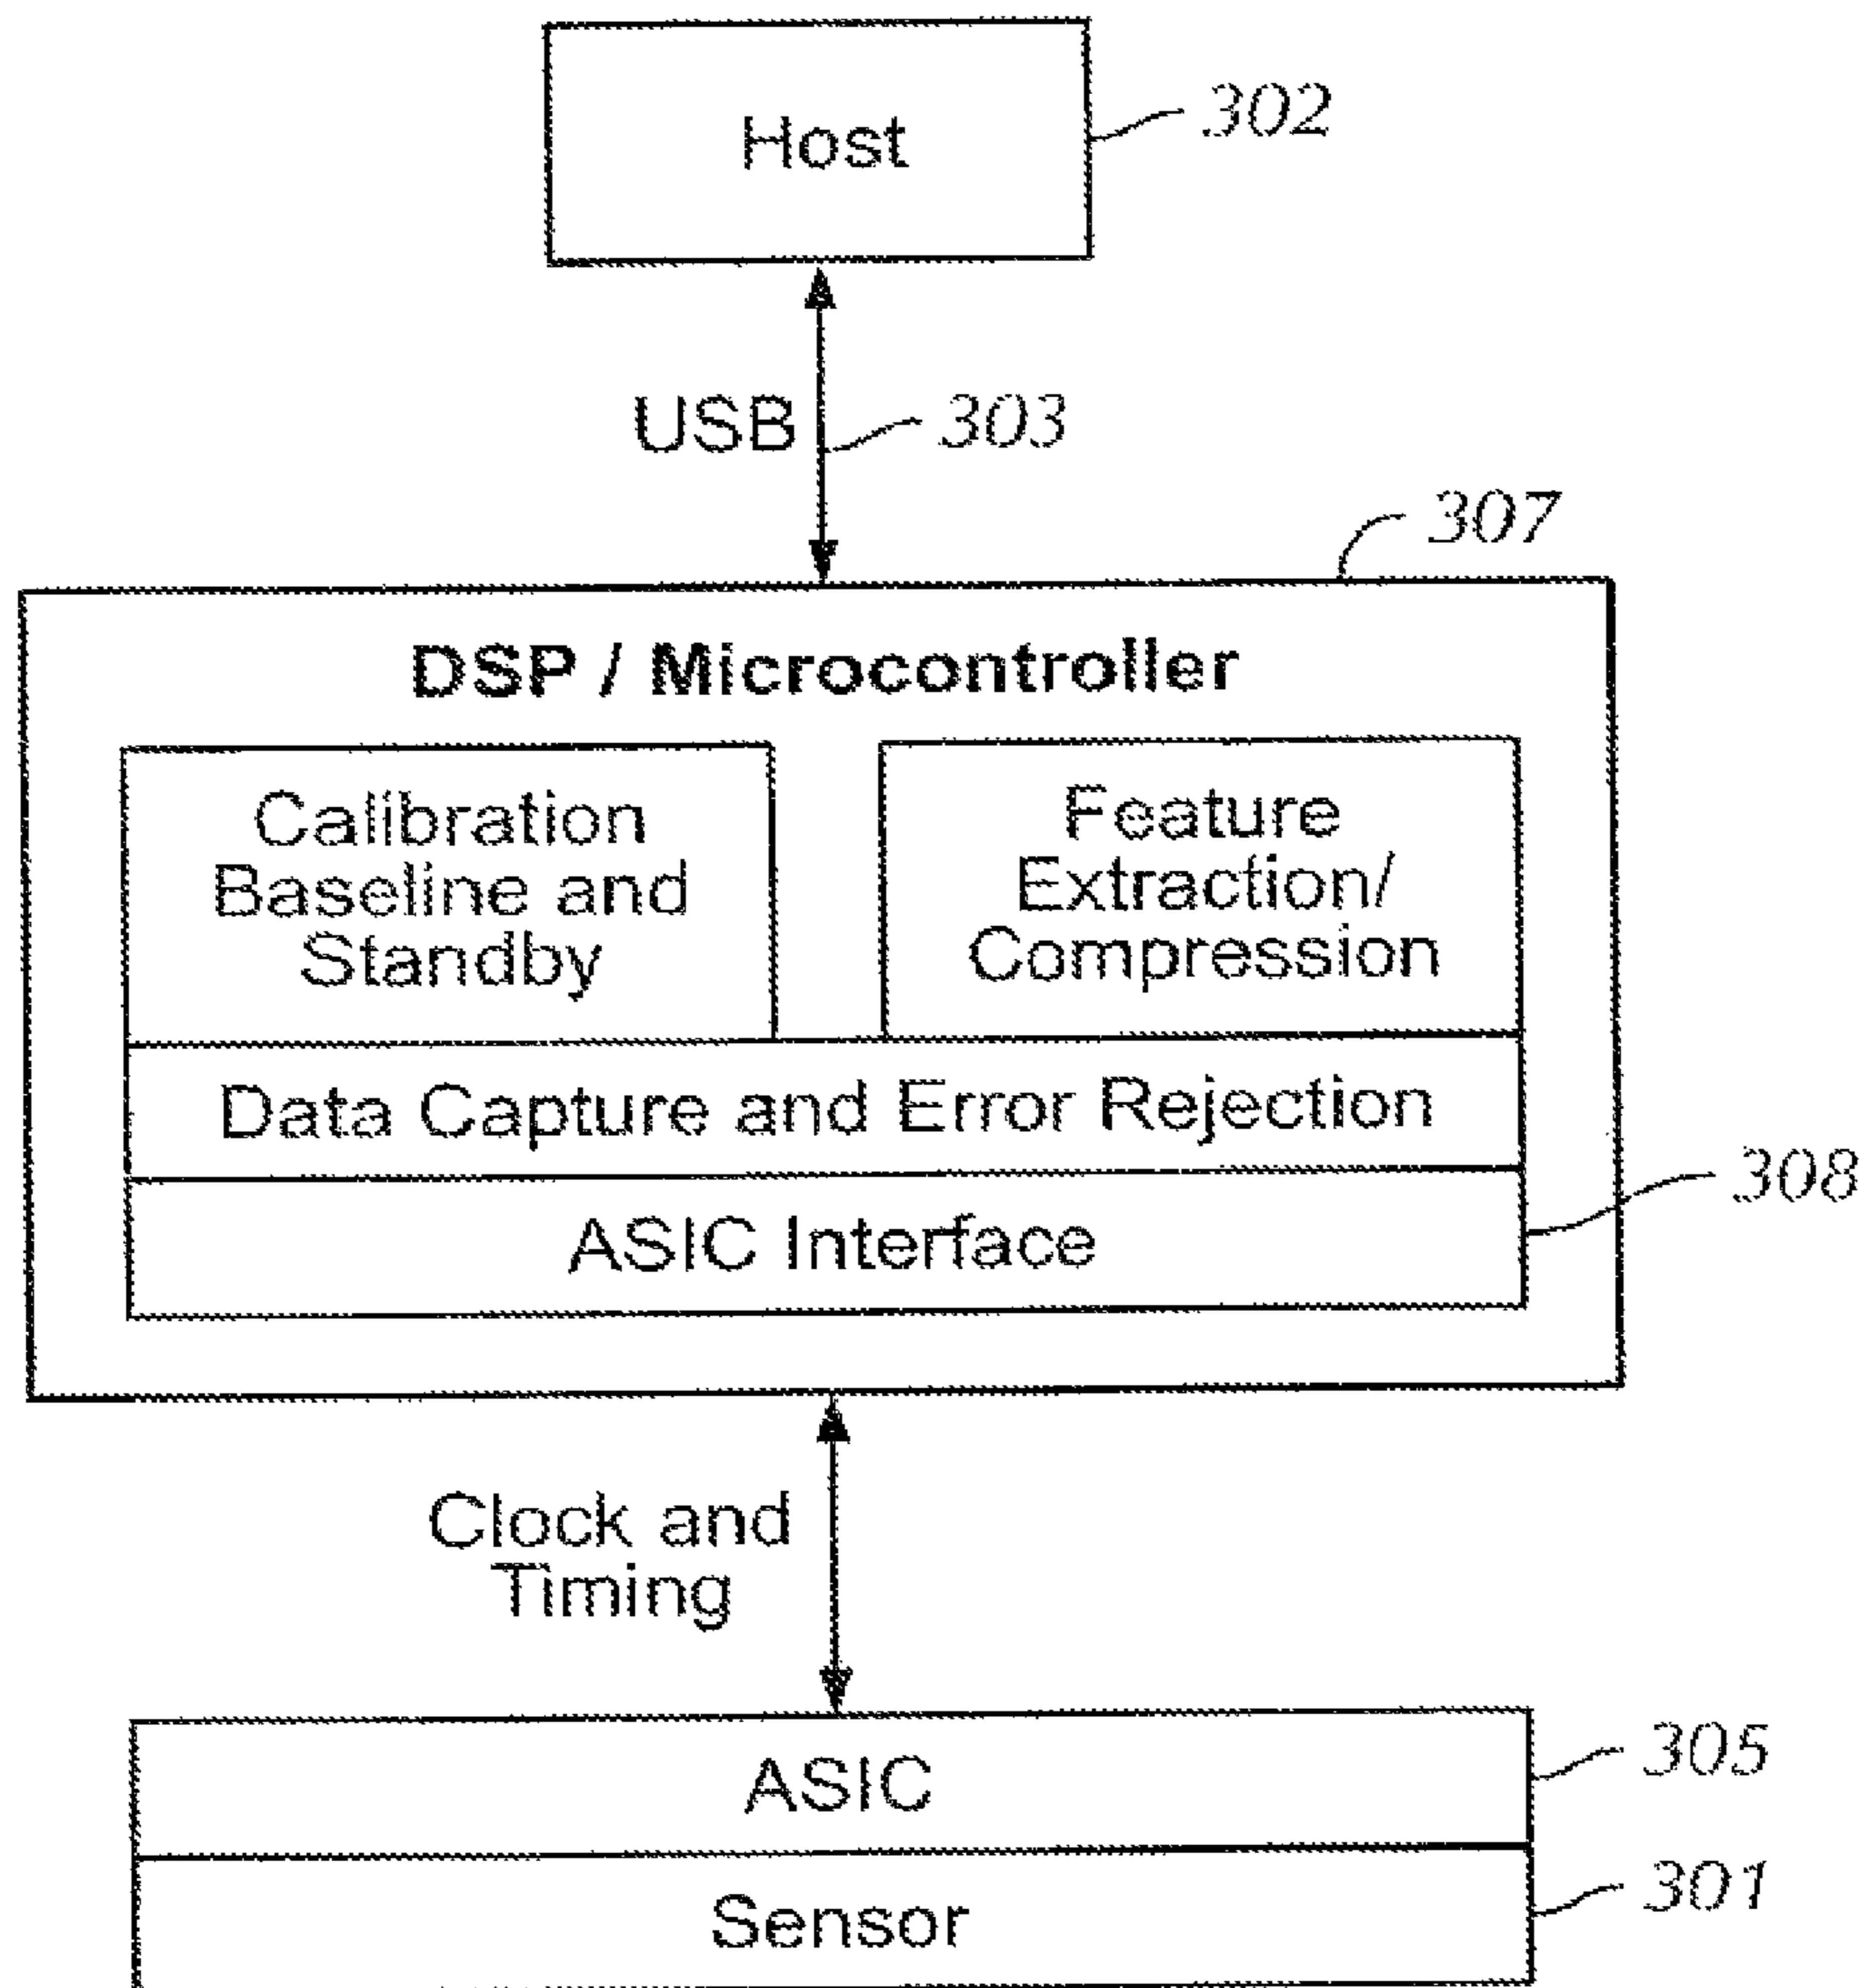 Host
302
USB
303
307
DSP / Microcontroller
Calibration
Baseline and
Standby
Feature
Extraction/
Compression
Data Capture and Error Rejection
308
ASIC Interface
Clock and
Timing
ASIC
305
Sensor
301